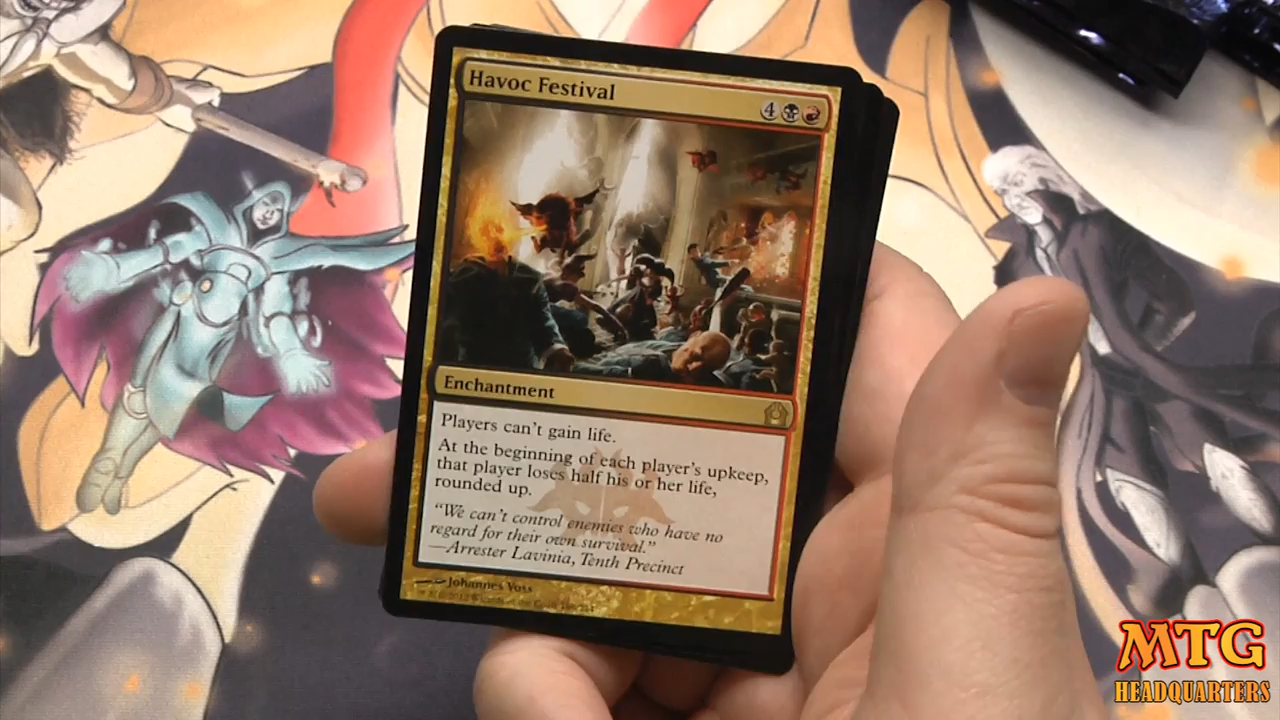 Havoc Festival
4
Enchantment
Players can't gain life.
At the beginning of each player's upkeep,
that player loses half his or her life,
rounded up.
"We can't control enemies who have no
regard for their own survival."
—Arrester Lavinia, Tenth Precinct
Johannes Voss
MTG
HEADQUARTERS